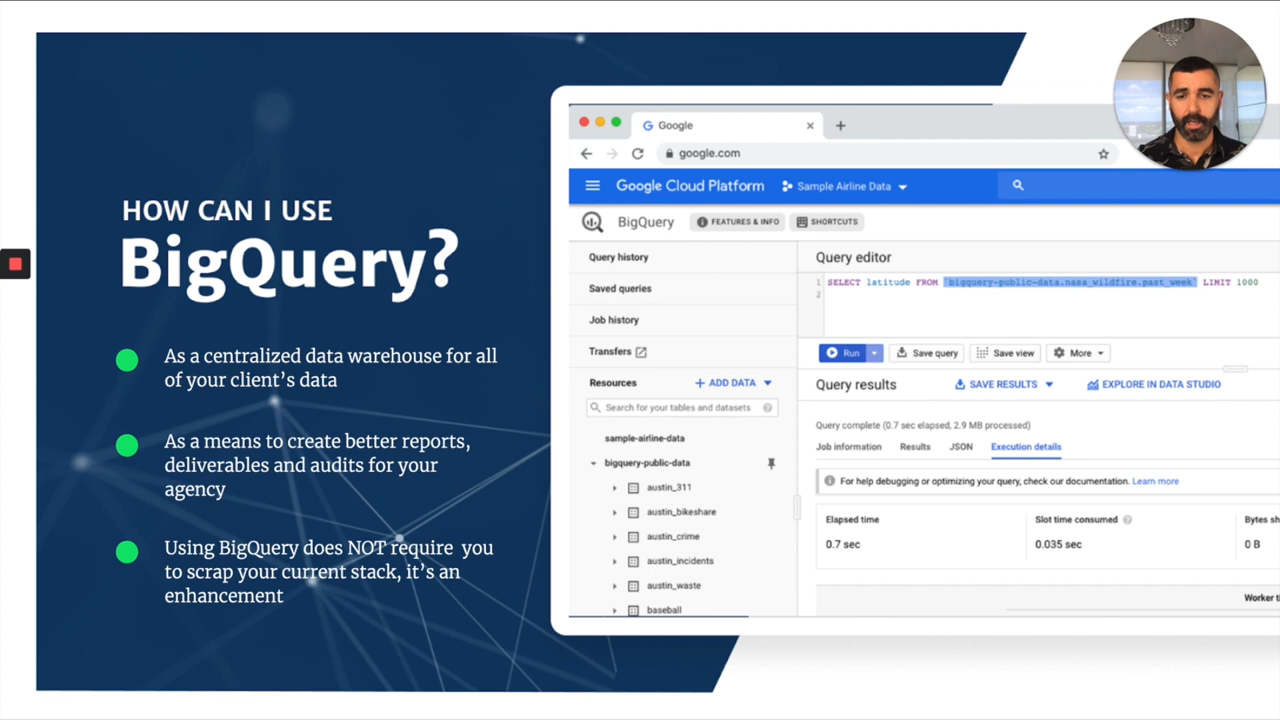 HOW CAN I USE
BigQuery?
As a centralized data warehouse for all
of your client’s data
As a means to create better reports,
deliverables and audits for your
agency
Using BigQuery does NOT require you
to scrap your current stack, it’s an
enhancement
Google
google.com
Google Cloud Platform
Sample Airline Data
BigQuery
FEATURES & INFO
SHORTCUTS
Query history
Saved queries
Job history
Transfers
Resources
+ ADD DATA
Search for your tables and datasets
sample-airline-data
bigquery-public-data
austin_311
austin_bikeshare
austin_crime
austin_incidents
austin_waste
baseball
Query editor
1 SELECT latitude FROM `bigquery-public-data.nasa_wildfire.past_week` LIMIT 1000
2
Run
Save query
Save view
More
Query results
SAVE RESULTS
EXPLORE IN DATA STUDIO
Query complete (0.7 sec elapsed, 2.9 MB processed)
Job information
Results
JSON
Execution details
For help debugging or optimizing your query, check our documentation. Learn more
Elapsed time
Slot time consumed
Bytes sh
0.7 sec
0.035 sec
0 B
Worker ti